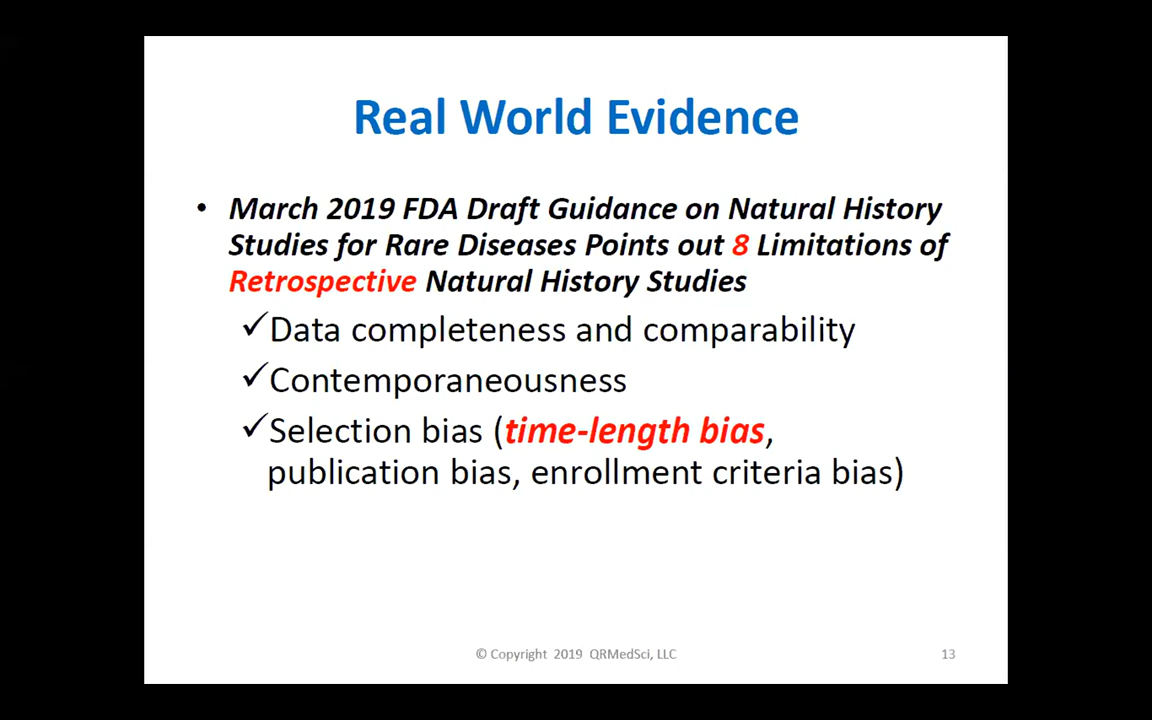 Real World Evidence
• March 2019 FDA Draft Guidance on Natural History
Studies for Rare Diseases Points out 8 Limitations of
Retrospective Natural History Studies
✓Data completeness and comparability
✓Contemporaneousness
✓Selection bias (time-length bias,
publication bias, enrollment criteria bias)
© Copyright 2019 QRMedSci, LLC
13